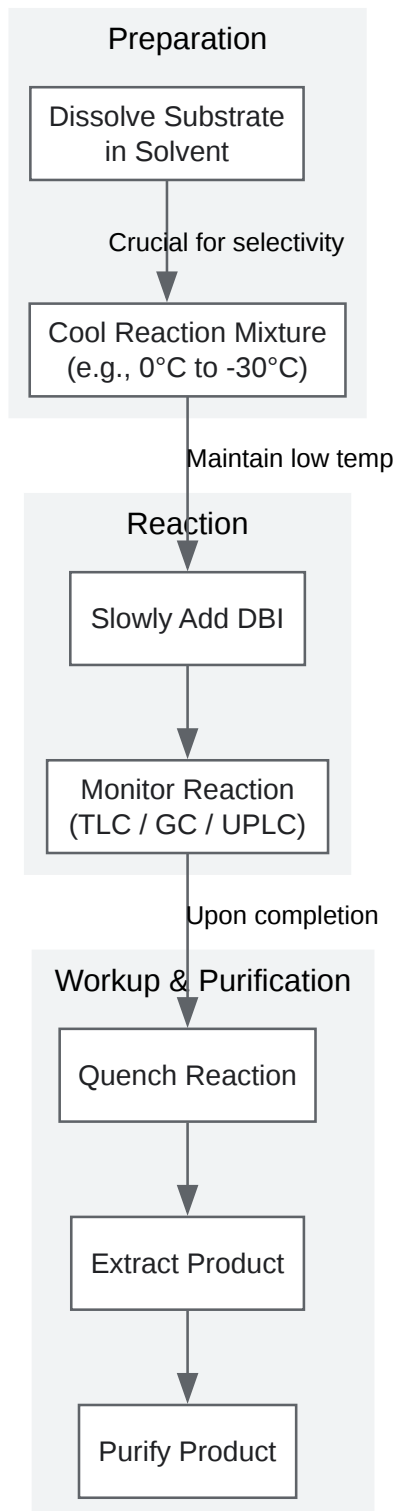 Preparation
Dissolve Substrate
in Solvent
Crucial for selectivity
Cool Reaction Mixture
(e.g., 0°C to -30°C)
Maintain low temp
Reaction
Slowly Add DBI
Monitor Reaction
(TLC / GC / UPLC)
Upon completion
Workup & Purification
Quench Reaction
Extract Product
Purify Product